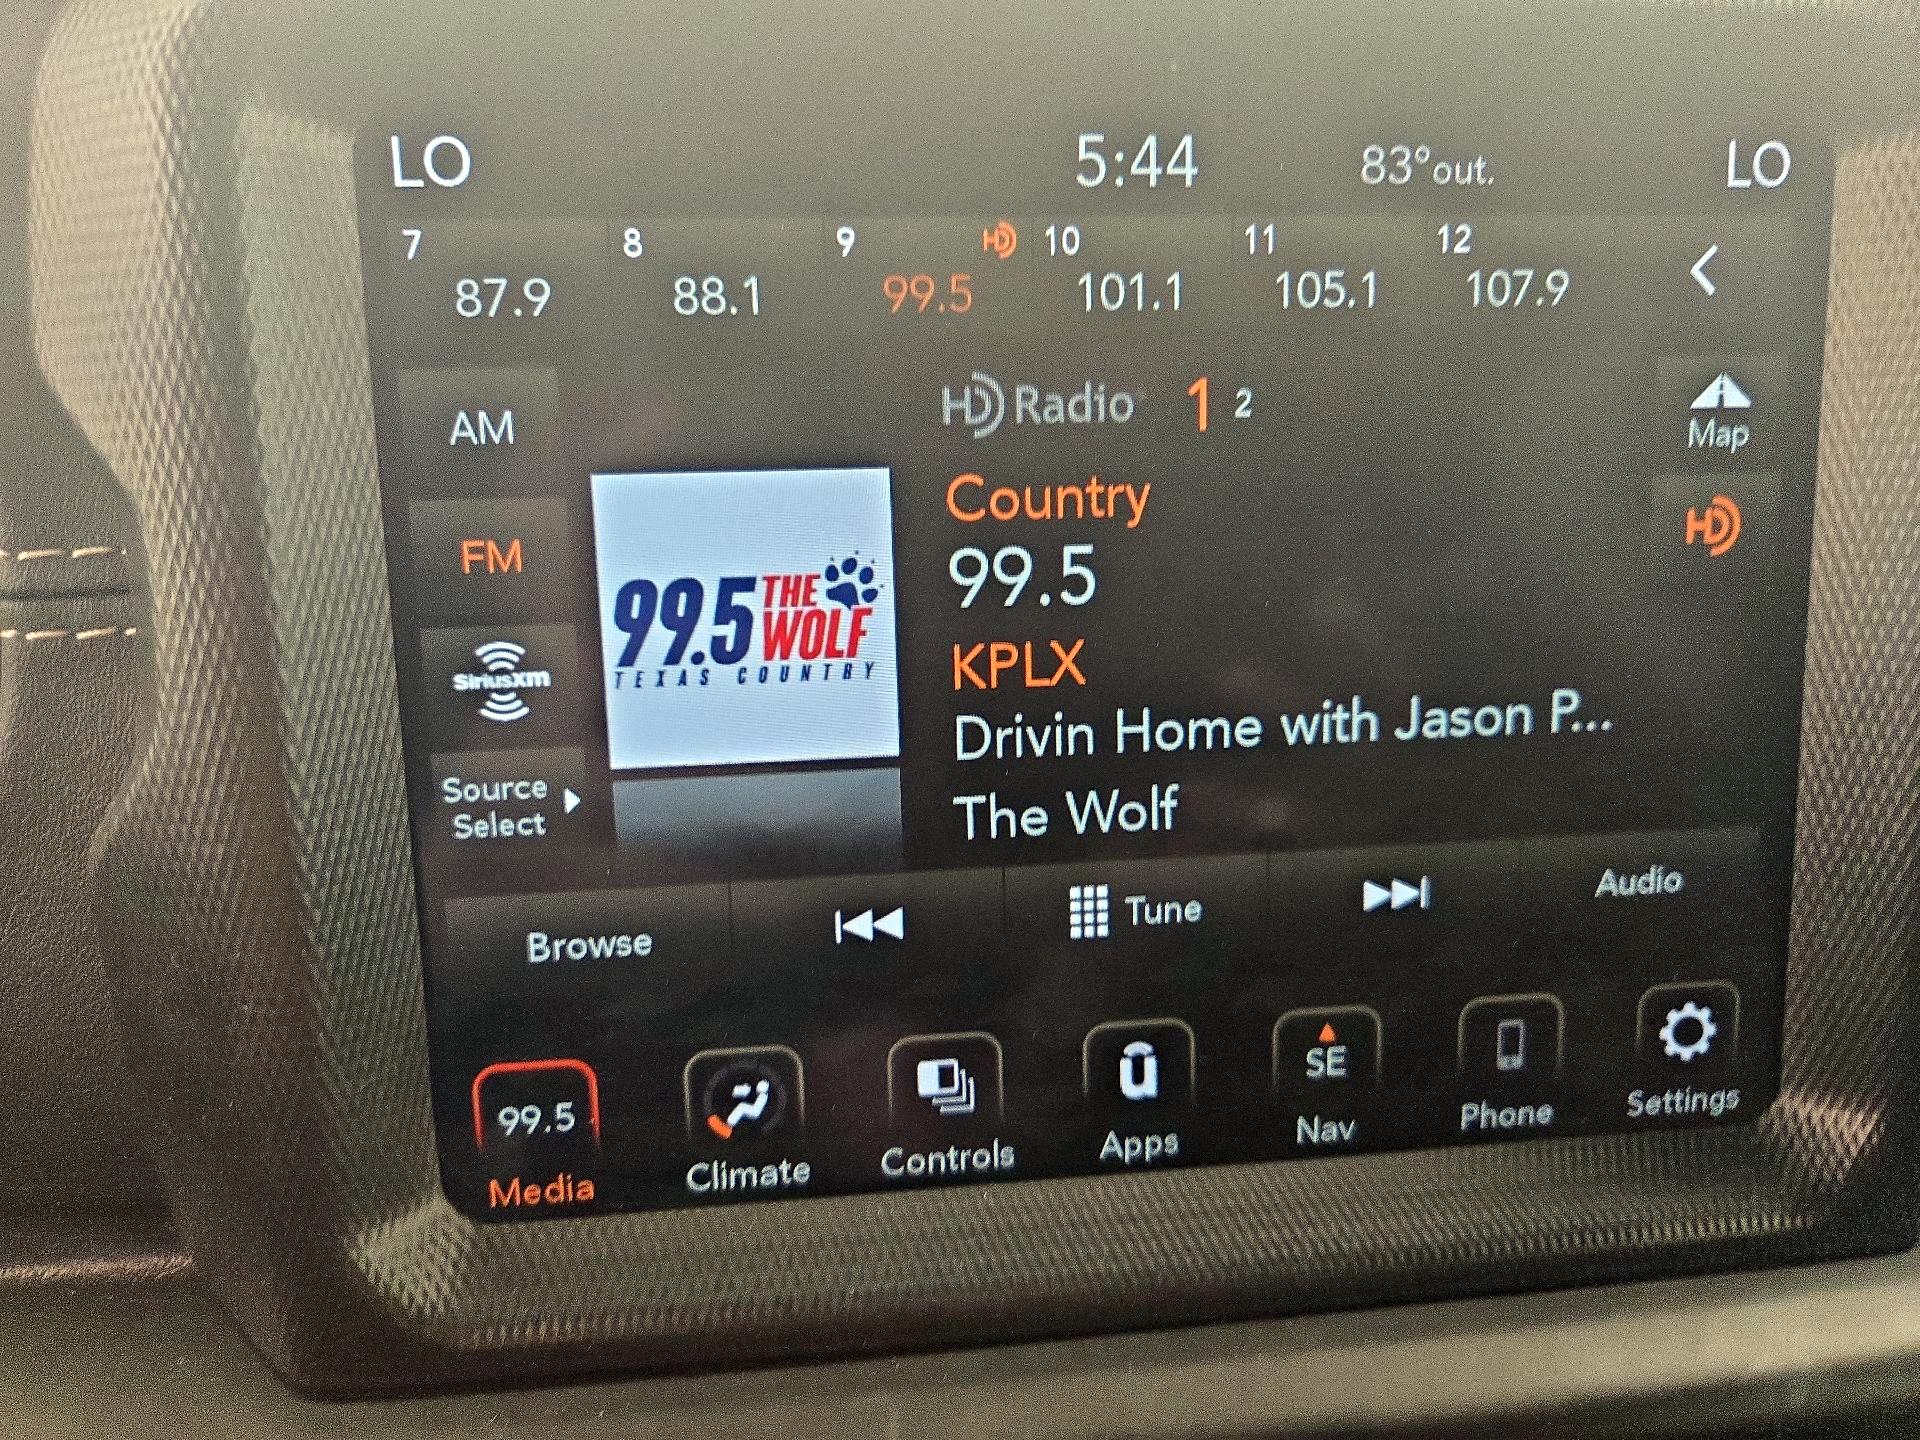 LO 5:44 83°out. LO
7 8 9 HD 10 11 12
87.9 88.1 99.5 101.1 105.1 107.9
HD Radio 1 2
AM
Map
Country
FM
99.5
HD
99.5 THE WOLF
TEXAS COUNTRY
KPLX
SiriusXM
Drivin Home with Jason P...
Source
Select
The Wolf
Browse Tune Audio
99.5 SE
Media Climate Controls Apps Nav Phone Settings